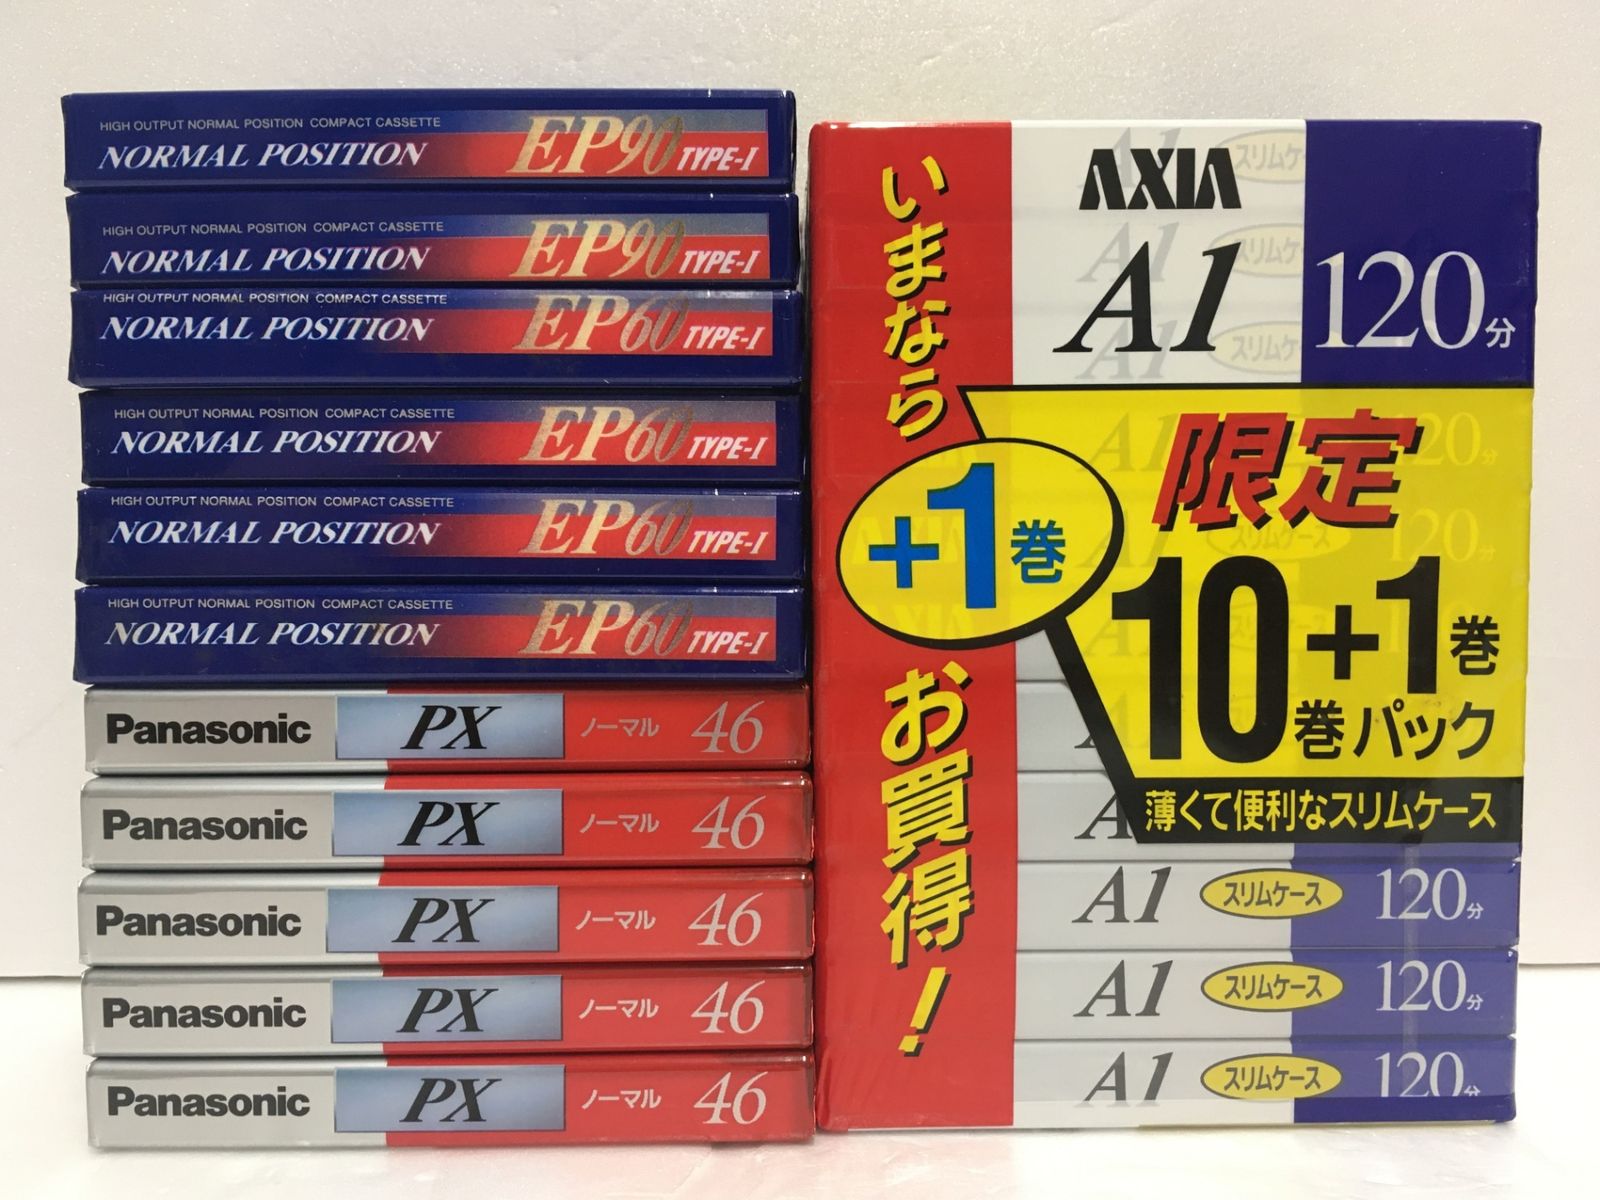 HIGH OUTPUT NORMAL POSITION COMPACT CASSETTE
NORMAL POSITION EP90 TYPE-I
HIGH OUTPUT NORMAL POSITION COMPACT CASSETTE
NORMAL POSITION EP90 TYPE-I
HIGH OUTPUT NORMAL POSITION COMPACT CASSETTE
NORMAL POSITION EP60 TYPE-I
HIGH OUTPUT NORMAL POSITION COMPACT CASSETTE
NORMAL POSITION EP60 TYPE-I
HIGH OUTPUT NORMAL POSITION COMPACT CASSETTE
NORMAL POSITION EP60 TYPE-I
HIGH OUTPUT NORMAL POSITION COMPACT CASSETTE
NORMAL POSITION EP60 TYPE-I
Panasonic PX ノーマル 46
Panasonic PX ノーマル 46
Panasonic PX ノーマル 46
Panasonic PX ノーマル 46
Panasonic PX ノーマル 46
いまなら
+1巻
お買得!
AXIA
A1 120分
限定
10巻+1巻
パック
薄くて便利なスリムケース
A1 スリムケース 120分
A1 スリムケース 120分
A1 スリムケース 120分